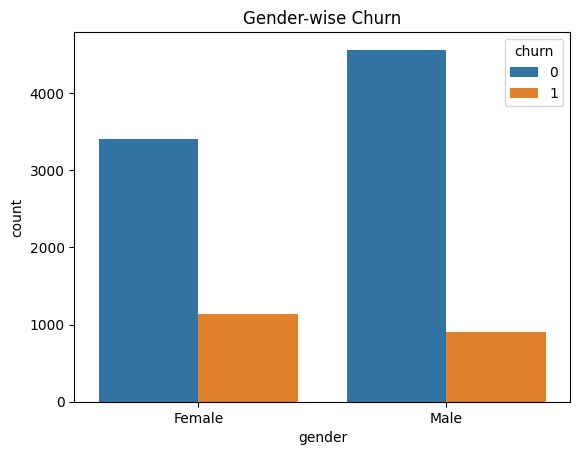 Gender-wise Churn
churn
0
1
4000
3000
2000
1000
0
count
Female
Male
gender